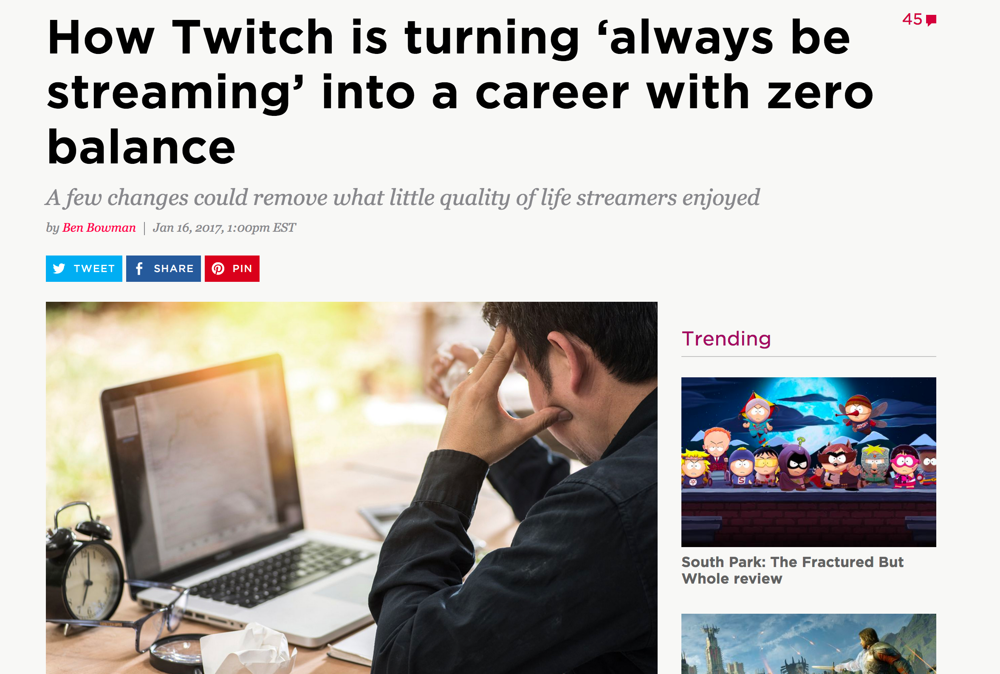 How Twitch is turning ‘always be
streaming’ into a career with zero
balance
45
A few changes could remove what little quality of life streamers enjoyed
by Ben Bowman | Jan 16, 2017, 1:00pm EST
TWEET SHARE PIN
Trending
South Park: The Fractured But
Whole review